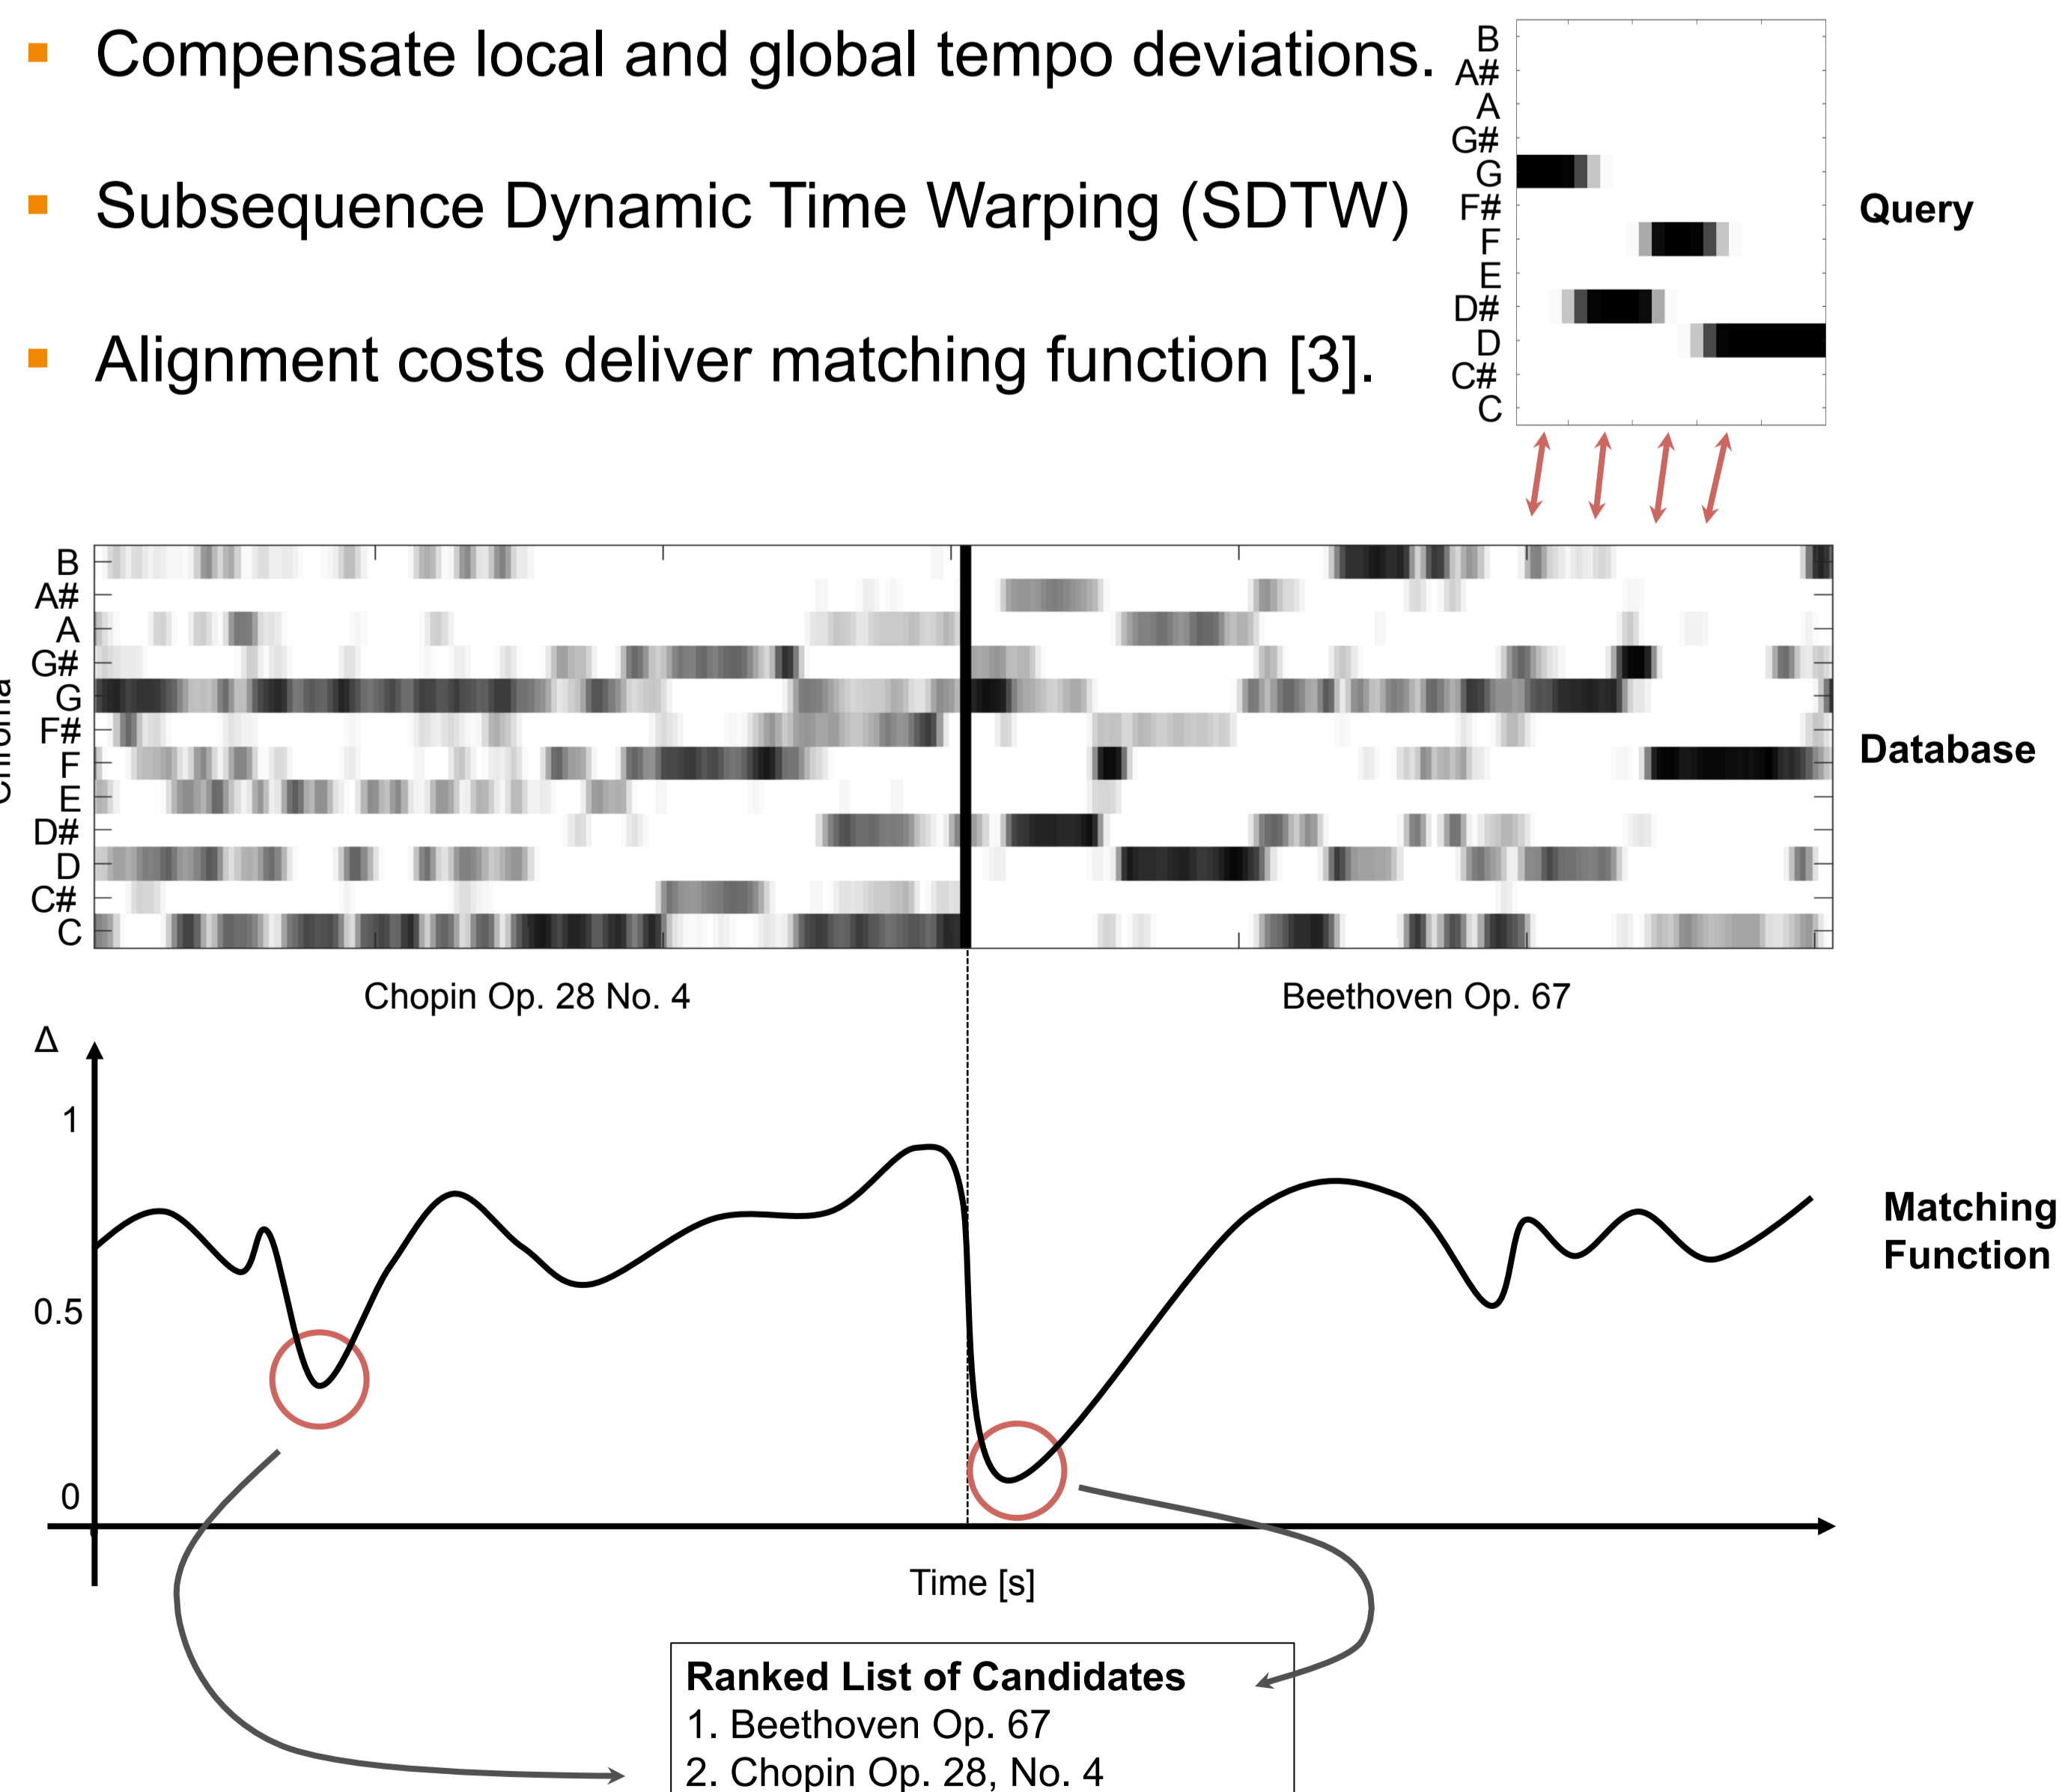 Compensate local and global tempo deviations.
Subsequence Dynamic Time Warping (SDTW)
Alignment costs deliver matching function [3].
B
A#
A
G#
G
F#
F
E
D#
D
C#
C
Query
Chroma
B
A#
A
G#
G
F#
F
E
D#
D
C#
C
Database
Chopin Op. 28 No. 4
Beethoven Op. 67
Δ
1
0.5
0
Matching
Function
Time [s]
Ranked List of Candidates
1. Beethoven Op. 67
2. Chopin Op. 28, No. 4